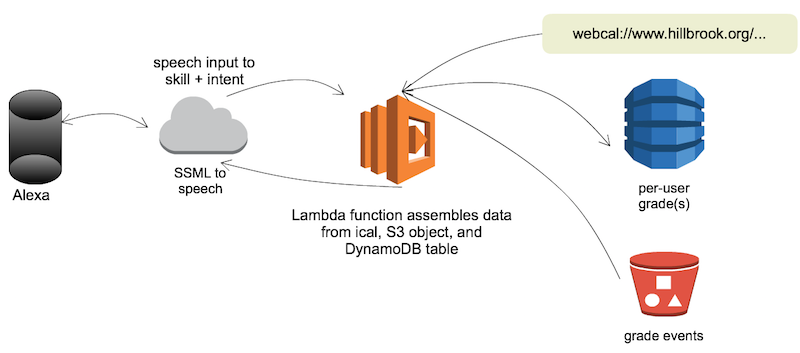 webcal://www.hillbrook.org/...
speech input to
skill + intent
Alexa
SSML to
speech
Lambda function assembles data
from ical, S3 object, and
DynamoDB table
per-user
grade(s)
grade events